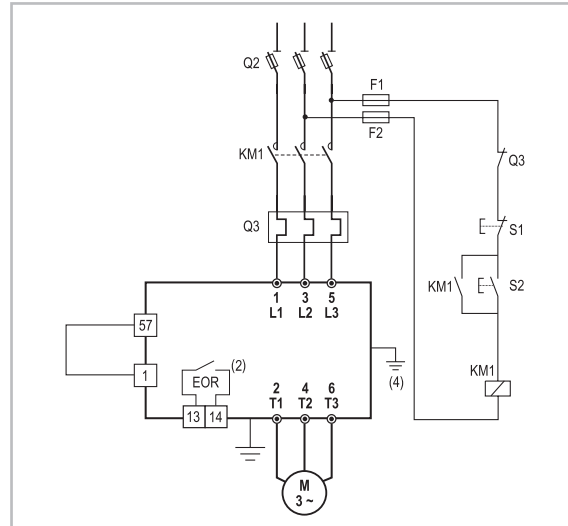 Q2
F1
F2
KM1
Q3
Q3
S1
KM1
S2
1 3 5
L1 L2 L3
57
1
(2)
EOR
(4)
KM1
13 14
2 4 6
T1 T2 T3
M
3 ~